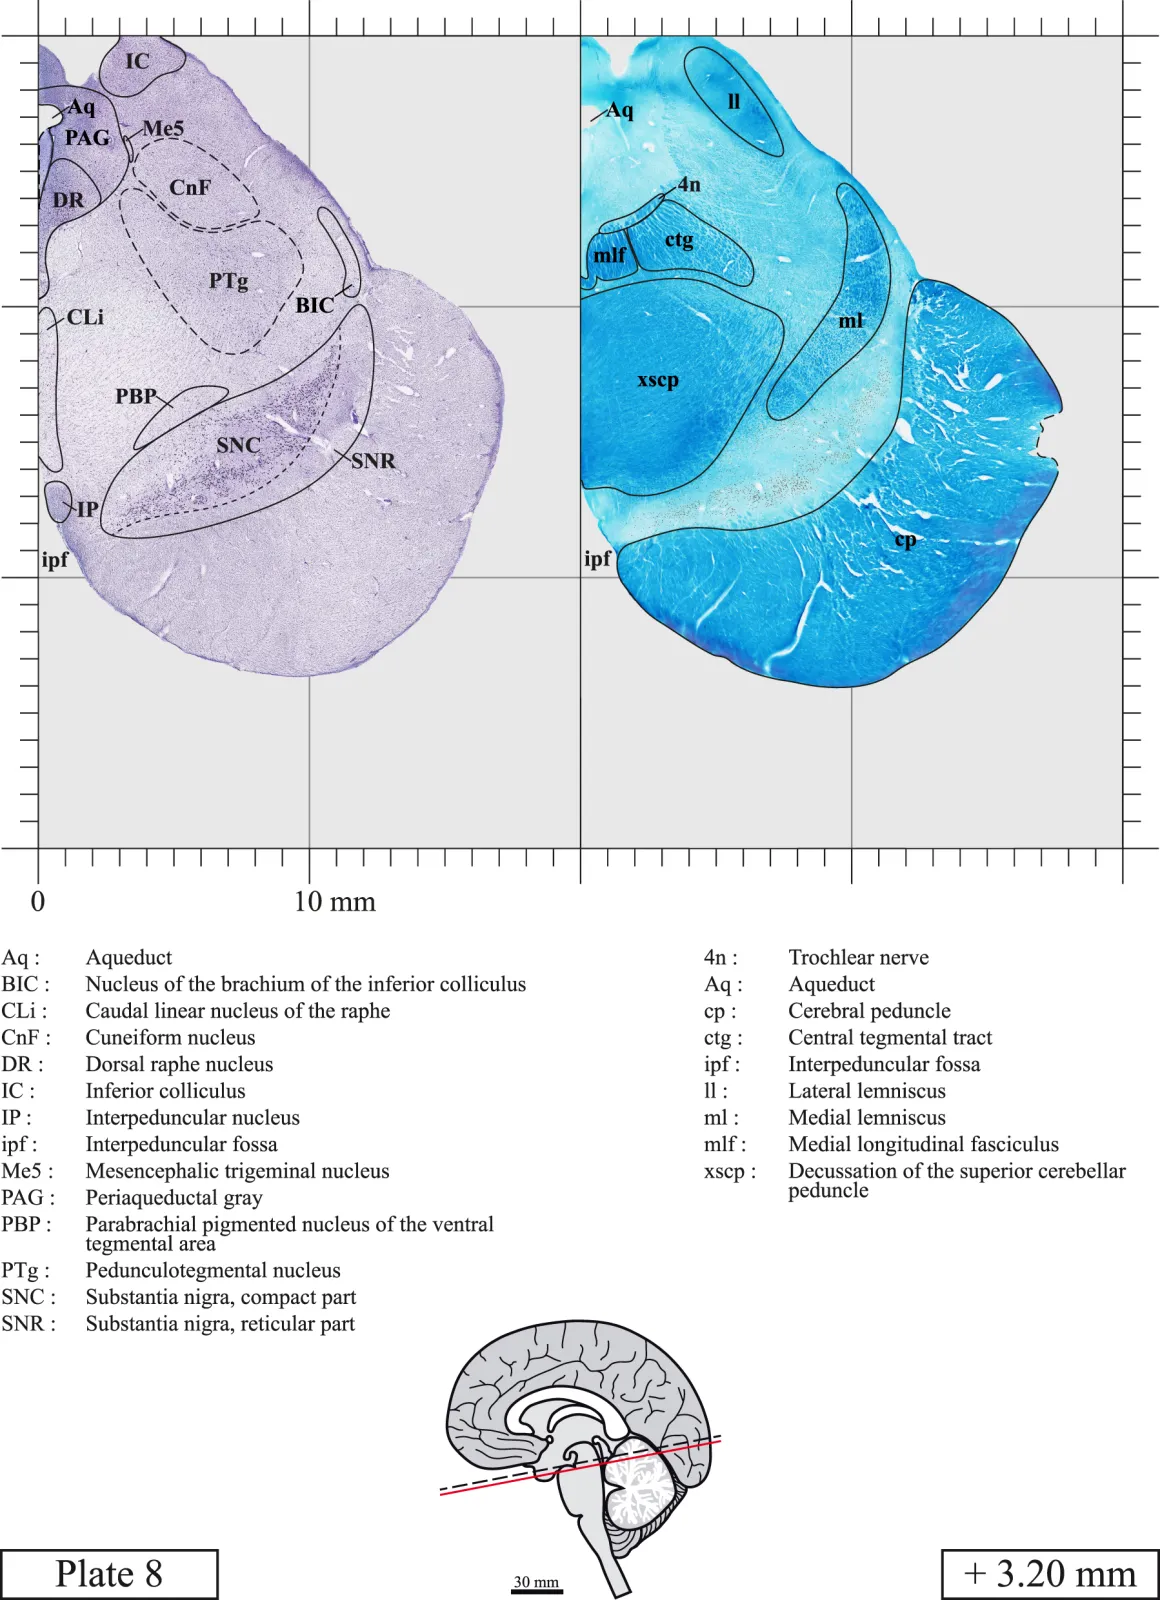 IC
Aq
PAG
Me5
DR
CnF
PTg
BIC
CLi
PBP
SNC
SNR
IP
ipf
ll
Aq
4n
ctg
mlf
ml
xscp
cp
ipf
0
10 mm
Aq : Aqueduct
BIC : Nucleus of the brachium of the inferior colliculus
CLi : Caudal linear nucleus of the raphe
CnF : Cuneiform nucleus
DR : Dorsal raphe nucleus
IC : Inferior colliculus
IP : Interpeduncular nucleus
ipf : Interpeduncular fossa
Me5 : Mesencephalic trigeminal nucleus
PAG : Periaqueductal gray
PBP : Parabrachial pigmented nucleus of the ventral
tegmental area
PTg : Pedunculotegmental nucleus
SNC : Substantia nigra, compact part
SNR : Substantia nigra, reticular part
4n : Trochlear nerve
Aq : Aqueduct
cp : Cerebral peduncle
ctg : Central tegmental tract
ipf : Interpeduncular fossa
ll : Lateral lemniscus
ml : Medial lemniscus
mlf : Medial longitudinal fasciculus
xscp : Decussation of the superior cerebellar
peduncle
Plate 8
30 mm
+ 3.20 mm